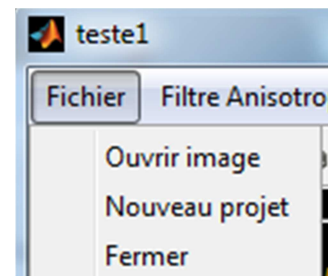 teste1
Fichier Filtre Anisotro
Ouvrir image
Nouveau projet
Fermer